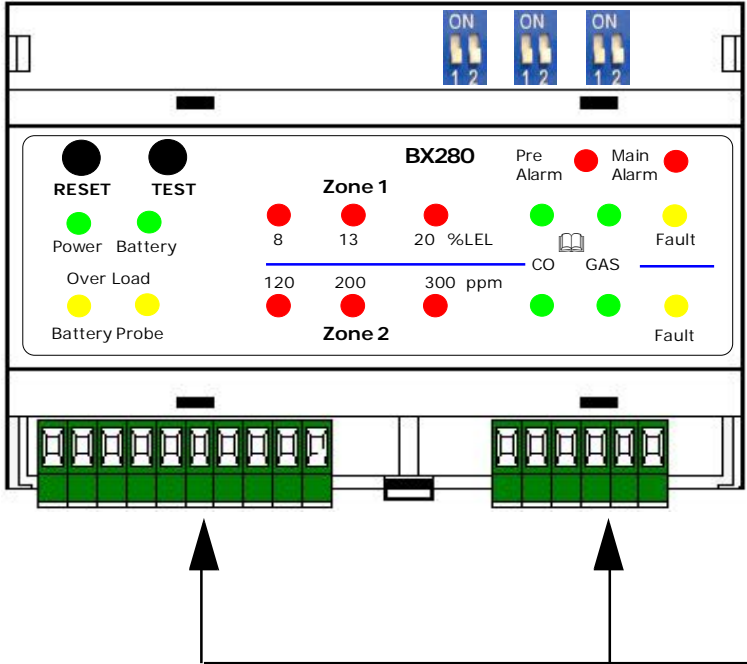 ON ON ON
1 2 1 2 1 2
BX280 Pre Main
Alarm Alarm
RESET TEST Zone 1
Power Battery 8 13 20 %LEL Fault
Over Load CO GAS
120 200 300 ppm
Battery Probe Zone 2 Fault